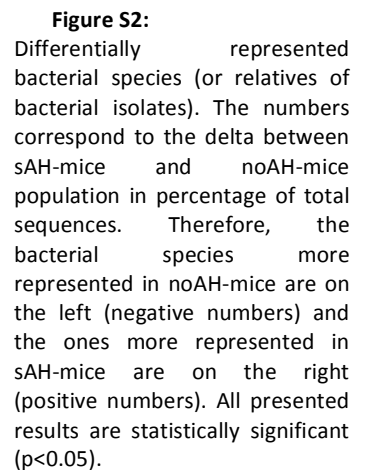 Figure S2:
Differentially represented
bacterial species (or relatives of
bacterial isolates). The numbers
correspond to the delta between
sAH-mice and noAH-mice
population in percentage of total
sequences. Therefore, the
bacterial species more
represented in noAH-mice are on
the left (negative numbers) and
the ones more represented in
sAH-mice are on the right
(positive numbers). All presented
results are statistically significant
(p<0.05).